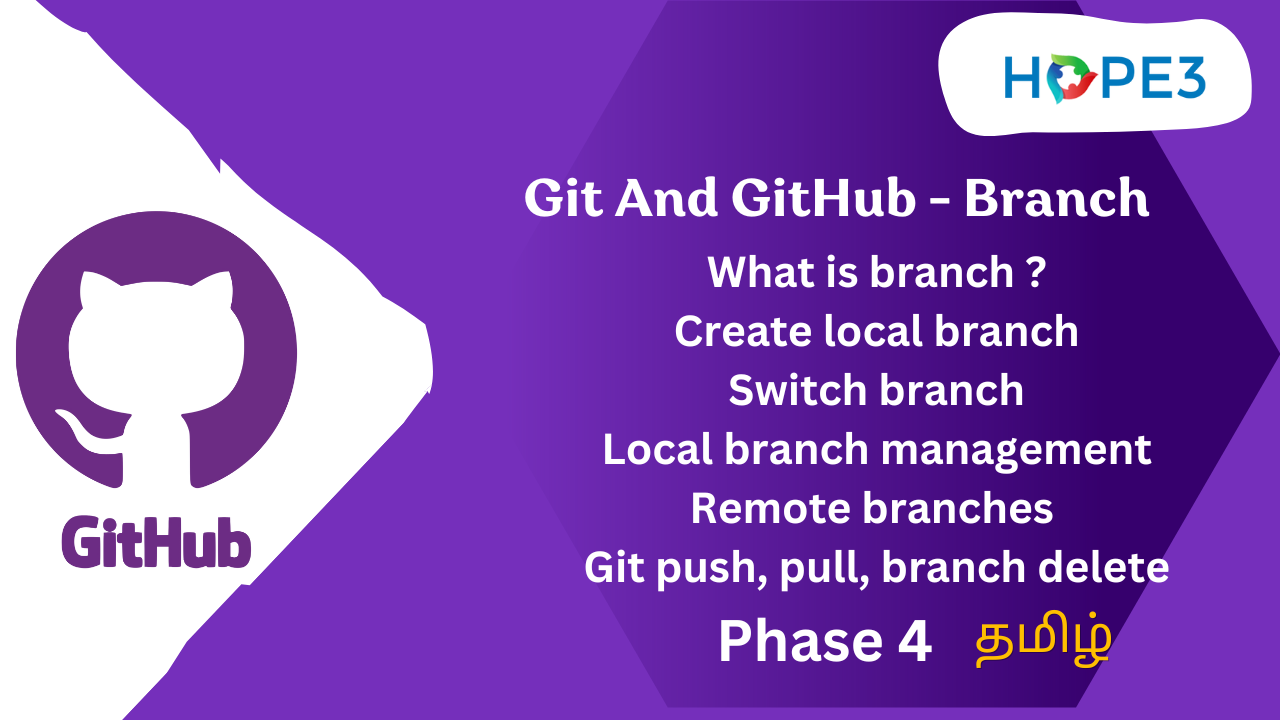 HOPE3
Git And GitHub - Branch
What is branch ?
Create local branch
Switch branch
Local branch management
Remote branches
Git push, pull, branch delete
Phase 4 தமிழ்
GitHub